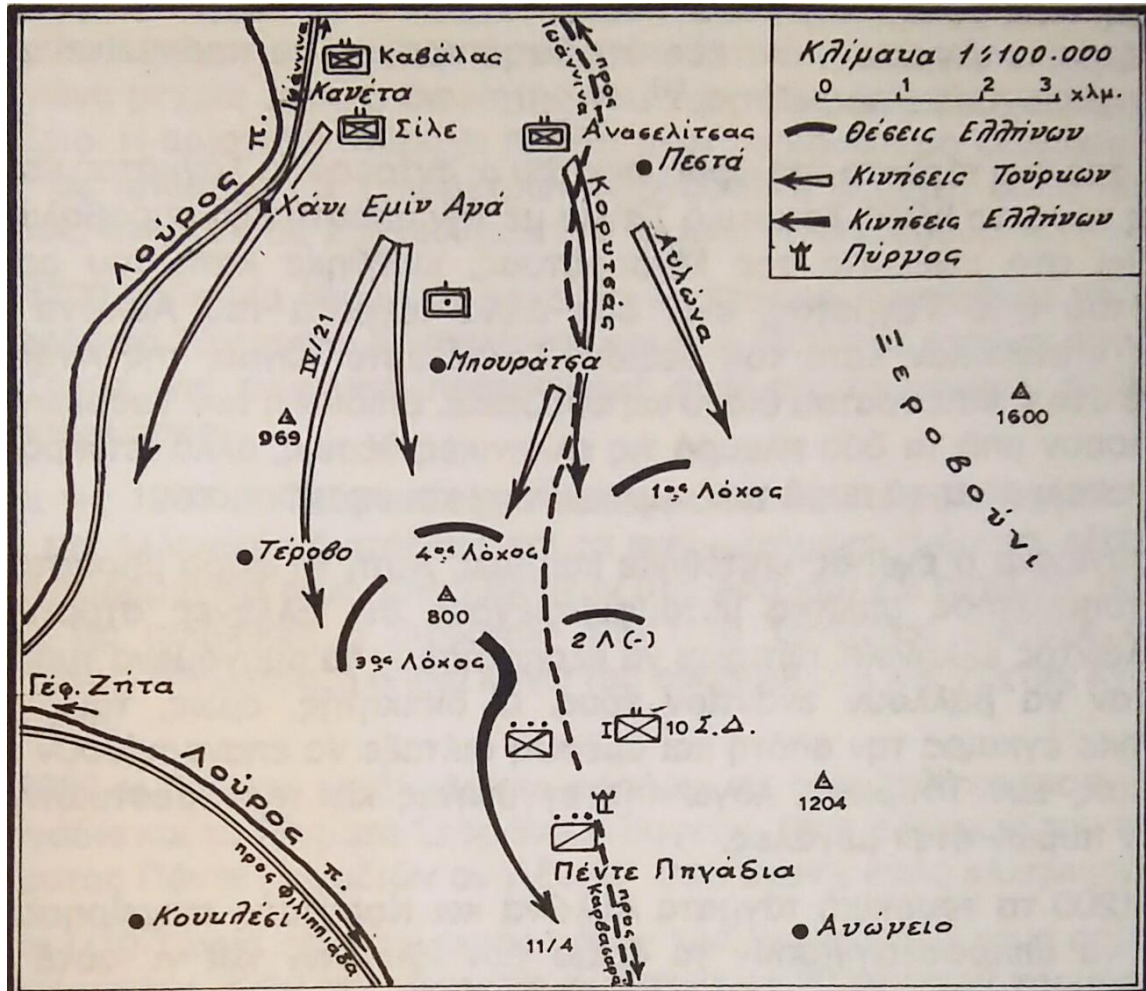 Καβάλας
Κανέτα
Ιωάννινα
Σίλε
Λούρος π.
Χάνι Εμίν Αγά
προς Ιωάννινα
Ανασελίτσας
Πεστά
Κορυτσάς
Αυλώνα
Κλίμακα 1:100.000
0 1 2 3 χλμ.
Θέσεις Ελλήνων
Κινήσεις Τούρκων
Κινήσεις Ελλήνων
Πύργος
IV/21
Μπουράτσα
969
1600
Ξεροβούνι
1ος Λόχος
4ος Λόχος
Τέροβο
800
3ος Λόχος
2 Λ (-)
Γέφ. Ζήτα
Ι 10 Σ.Δ.
1204
Λούρος π.
προς Φιλιππιάδα
Πέντε Πηγάδια
Κουκλέσι
11/4
προς Καρβασαρά
Ανώγειο